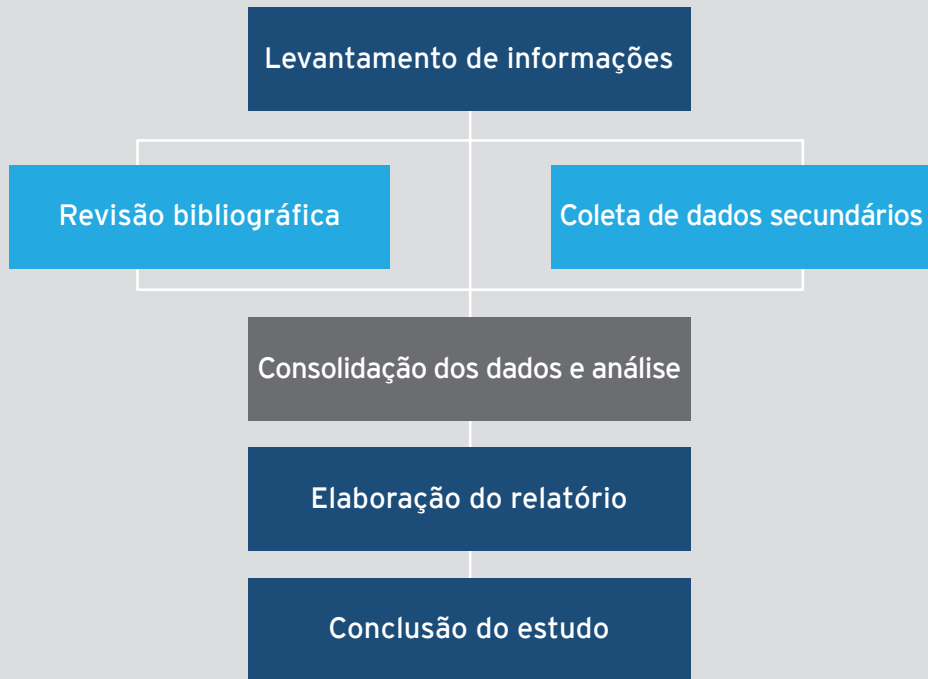 Levantamento de informações
Revisão bibliográfica
Coleta de dados secundários
Consolidação dos dados e análise
Elaboração do relatório
Conclusão do estudo